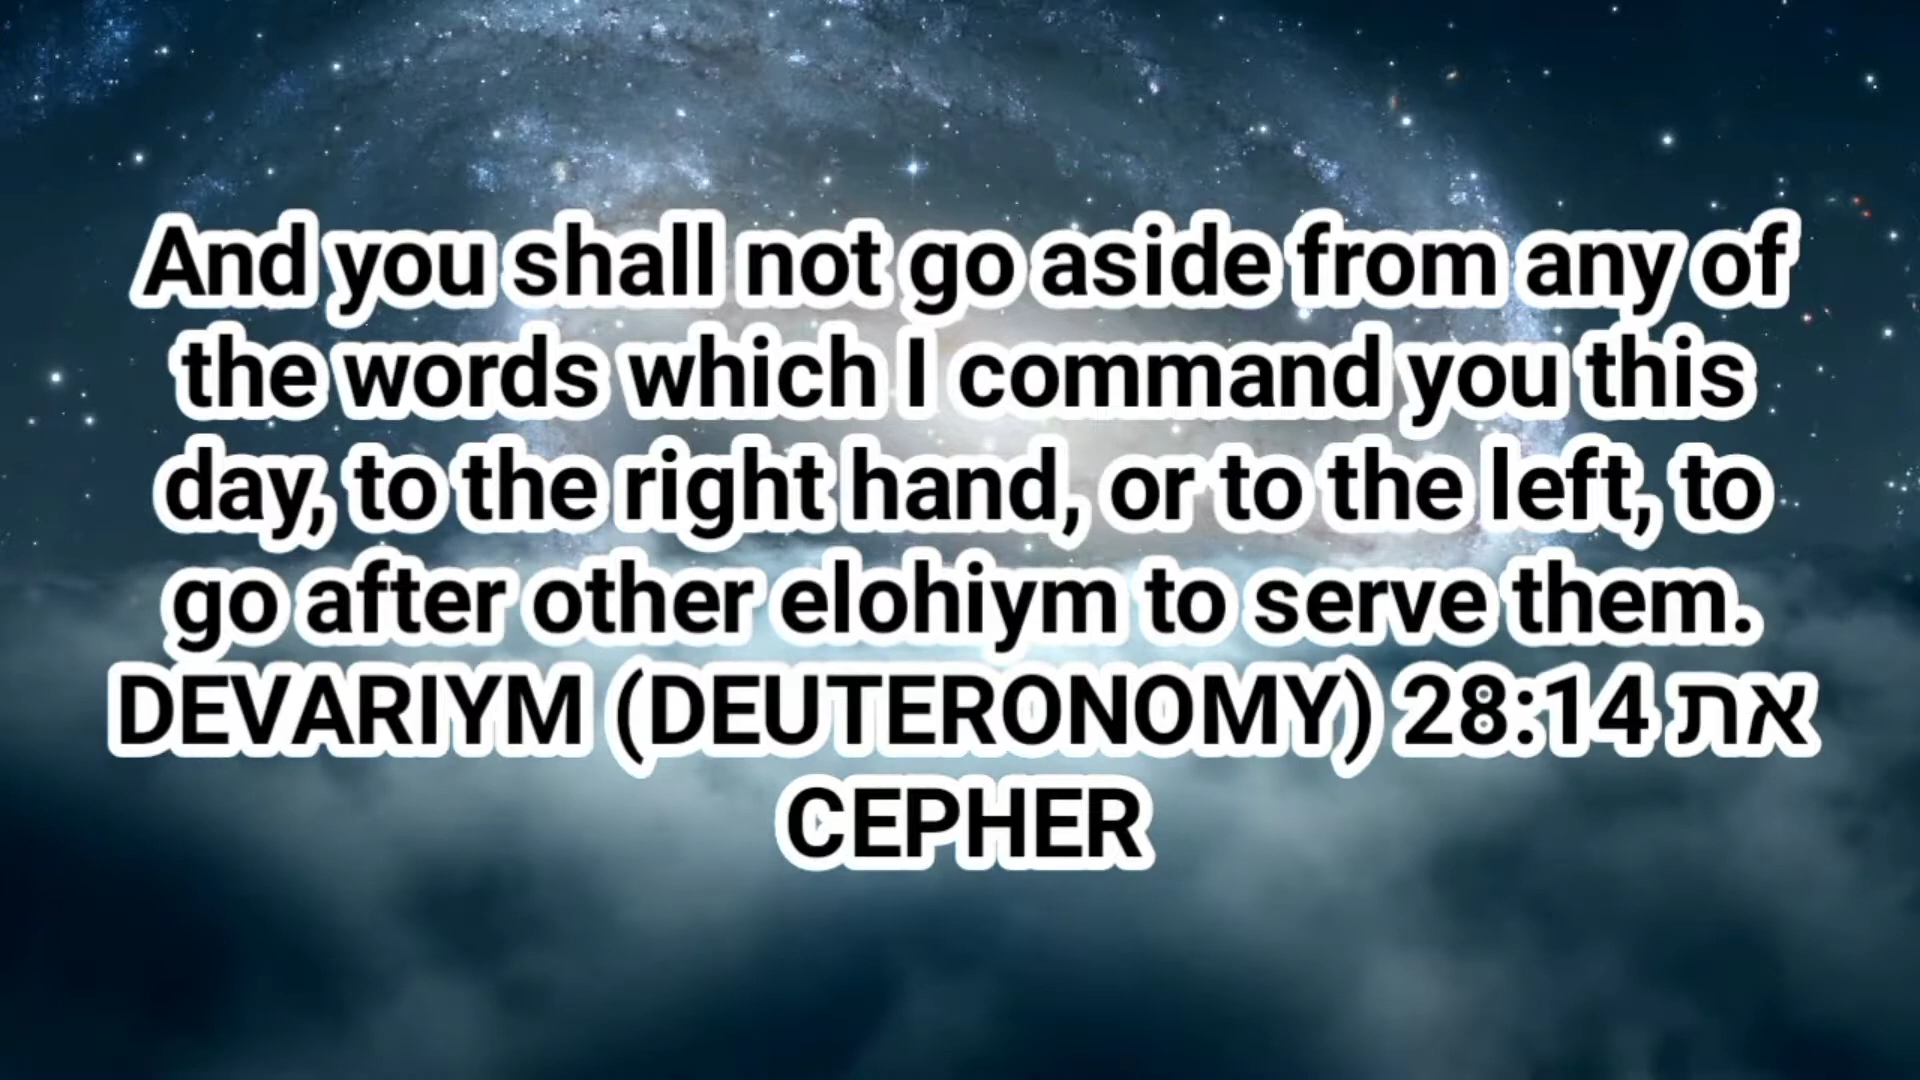 And you shall not go aside from any of
the words which I command you this
day, to the right hand, or to the left, to
go after other elohiym to serve them.
DEVARIYM (DEUTERONOMY) 28:14 את
CEPHER